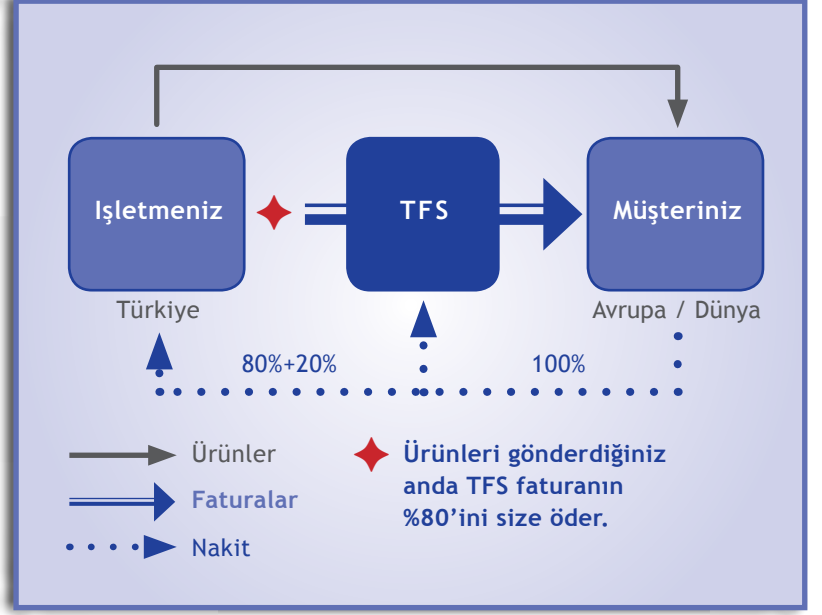 Işletmeniz
TFS
Müşteriniz
Türkiye
Avrupa / Dünya
80%+20%
100%
Ürünler
Faturalar
Nakit
Ürünleri gönderdiğiniz
anda TFS faturanın
%80’ini size öder.